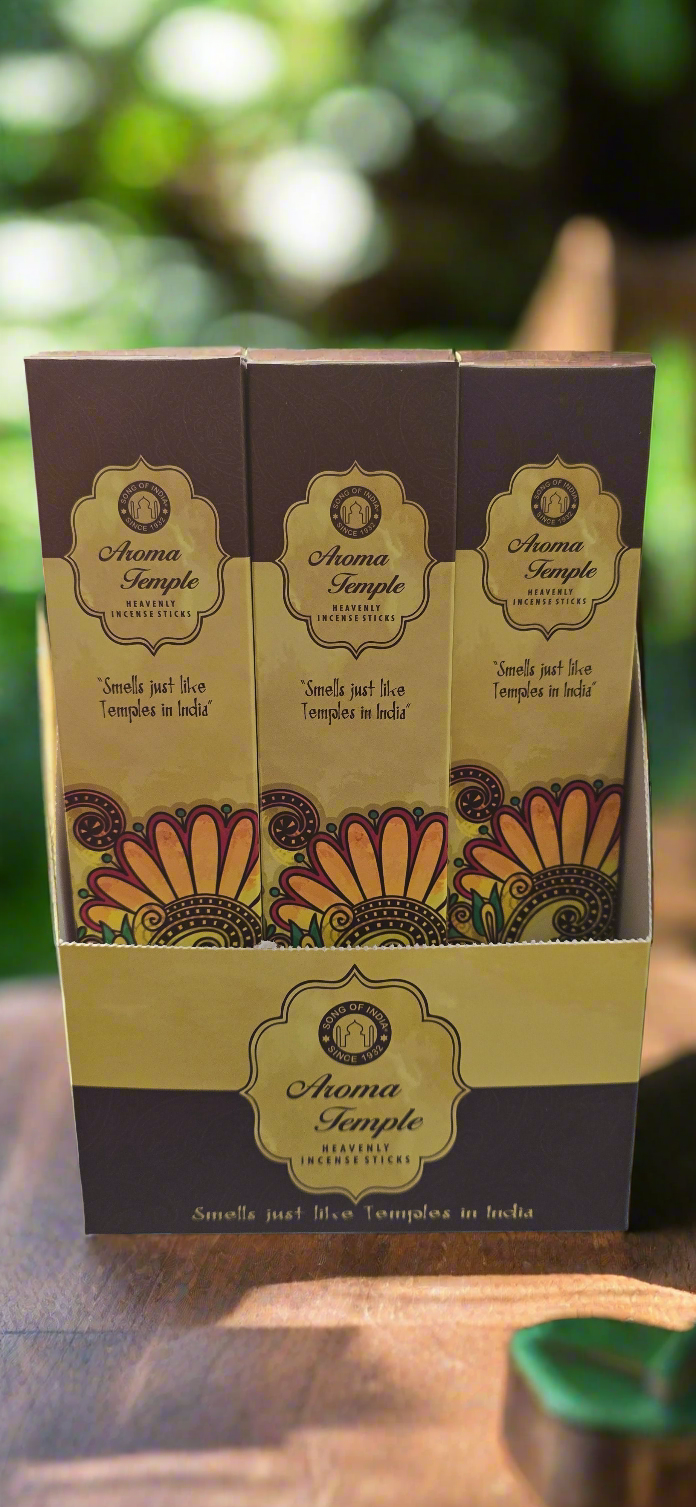 SONG OF INDIA
SINCE 1932
Aroma
Temple
HEAVENLY
INCENSE STICKS
"Smells just like
Temples in India"
SONG OF INDIA
SINCE 1932
Aroma
Temple
HEAVENLY
INCENSE STICKS
"Smells just like
Temples in India"
SONG OF INDIA
SINCE 1932
Aroma
Temple
HEAVENLY
INCENSE STICKS
"Smells just like
Temples in India"
SONG OF INDIA
SINCE 1932
Aroma
Temple
HEAVENLY
INCENSE STICKS
Smells just like Temples in India